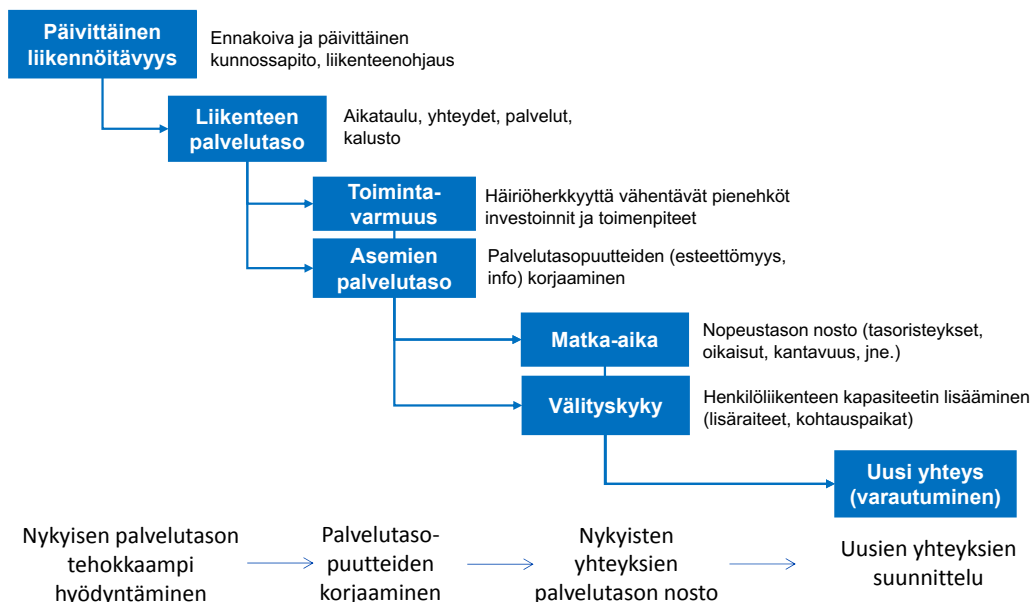 Päivittäinen
liikennöitävyys
Ennakoiva ja päivittäinen
kunnossapito, liikenteenohjaus
Liikenteen
palvelutaso
Aikataulu, yhteydet, palvelut,
kalusto
Toiminta-
varmuus
Häiriöherkkyyttä vähentävät pienehköt
investoinnit ja toimenpiteet
Asemien
palvelutaso
Palvelutasopuutteiden (esteettömyys,
info) korjaaminen
Matka-aika
Nopeustason nosto (tasoristeykset,
oikaisut, kantavuus, jne.)
Välityskyky
Henkilöliikenteen kapasiteetin lisääminen
(lisäraiteet, kohtauspaikat)
Uusi yhteys
(varautuminen)
Nykyisen palvelutason
tehokkaampi
hyödyntäminen
Palvelutaso-
puutteiden
korjaaminen
Nykyisten
yhteyksien
palvelutason nosto
Uusien yhteyksien
suunnittelu